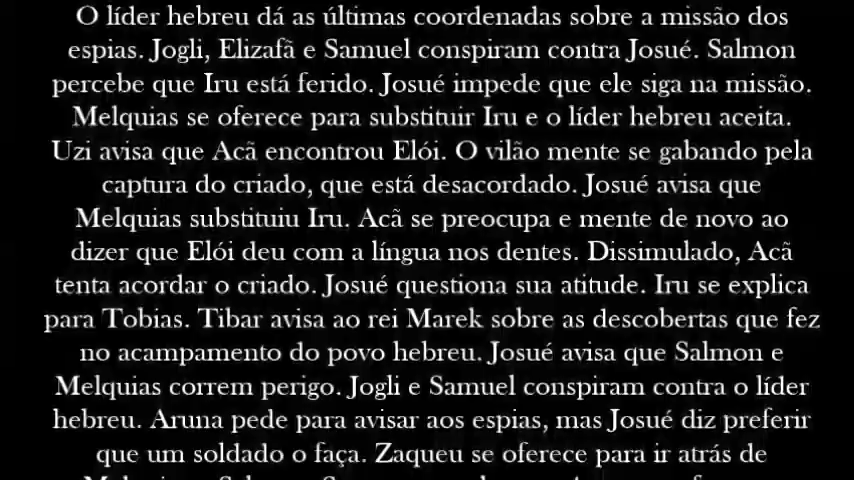 O líder hebreu dá as últimas coordenadas sobre a missão dos
espias. Jogli, Elizafã e Samuel conspiram contra Josué. Salmon
percebe que Iru está ferido. Josué impede que ele siga na missão.
Melquias se oferece para substituir Iru e o líder hebreu aceita.
Uzi avisa que Acã encontrou Elói. O vilão mente se gabando pela
captura do criado, que está desacordado. Josué avisa que
Melquias substituiu Iru. Acã se preocupa e mente de novo ao
dizer que Elói deu com a língua nos dentes. Dissimulado, Acã
tenta acordar o criado. Josué questiona sua atitude. Iru se explica
para Tobias. Tibar avisa ao rei Marek sobre as descobertas que fez
no acampamento do povo hebreu. Josué avisa que Salmon e
Melquias correm perigo. Jogli e Samuel conspiram contra o líder
hebreu. Aruna pede para avisar aos espias, mas Josué diz preferir
que um soldado o faça. Zaqueu se oferece para ir atrás de